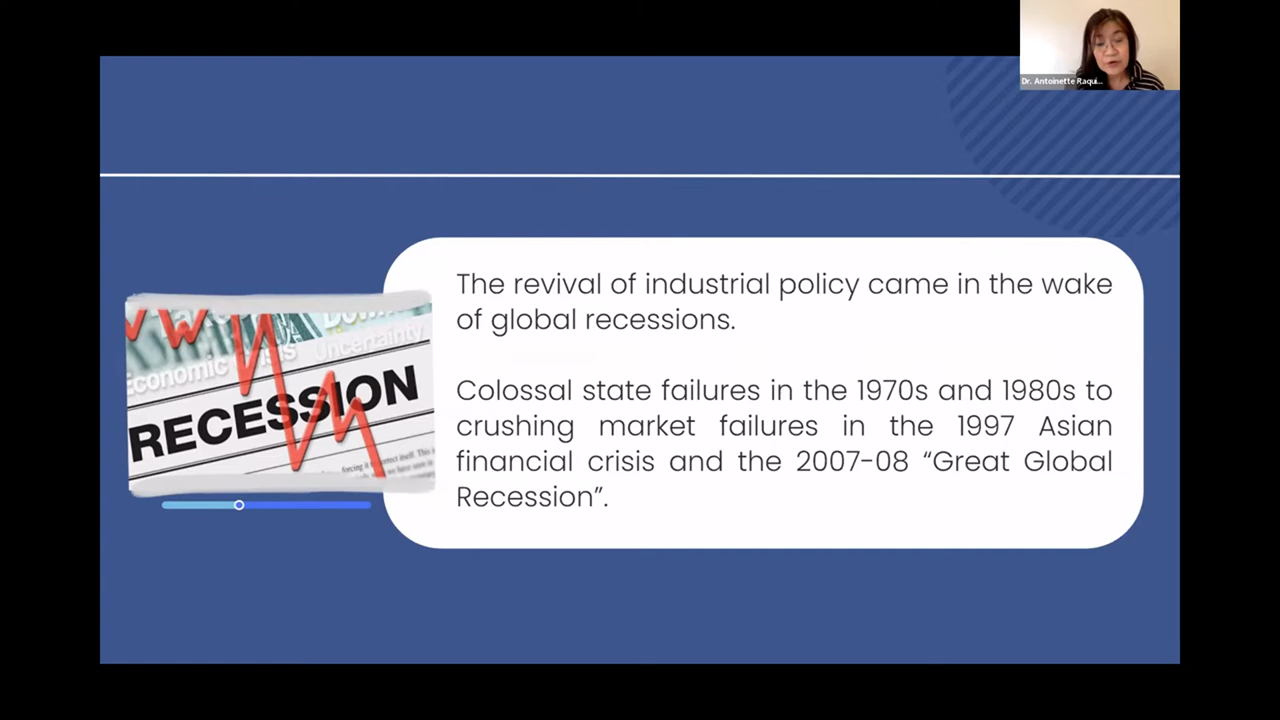 Dr. Antoinette Raqui...
The revival of industrial policy came in the wake
of global recessions.
Colossal state failures in the 1970s and 1980s to
crushing market failures in the 1997 Asian
financial crisis and the 2007-08 “Great Global
Recession”.
Economic Crisis Uncertainty
RECESSION